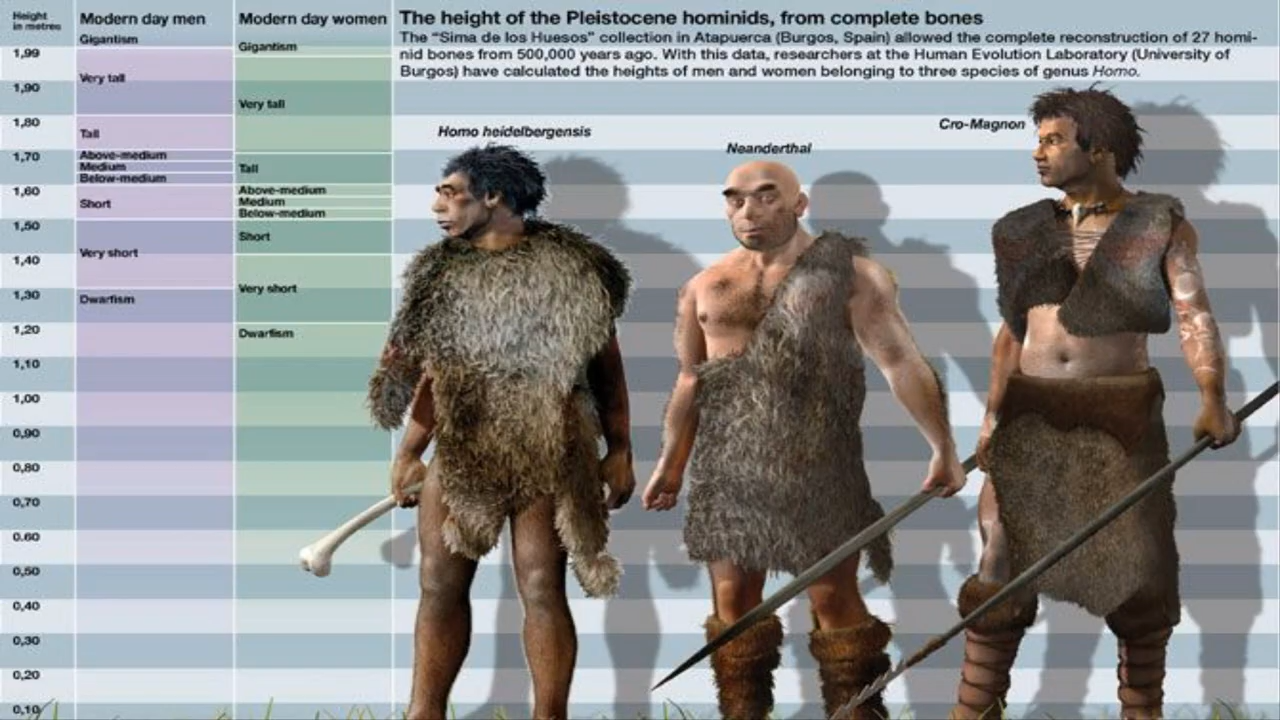 Height
in metres
Modern day men
Modern day women
The height of the Pleistocene hominids, from complete bones
The “Sima de los Huesos” collection in Atapuerca (Burgos, Spain) allowed the complete reconstruction of 27 homi-
nid bones from 500,000 years ago. With this data, researchers at the Human Evolution Laboratory (University of
Burgos) have calculated the heights of men and women belonging to three species of genus Homo.
Gigantism
Very tall
Tall
Above-medium
Medium
Below-medium
Short
Very short
Dwarfism
Gigantism
Very tall
Tall
Above-medium
Medium
Below-medium
Short
Very short
Dwarfism
Homo heidelbergensis
Neanderthal
Cro-Magnon
1,99
1,90
1,80
1,70
1,60
1,50
1,40
1,30
1,20
1,10
1,00
0,90
0,80
0,70
0.60
0,50
0,40
0,30
0,20
0,10